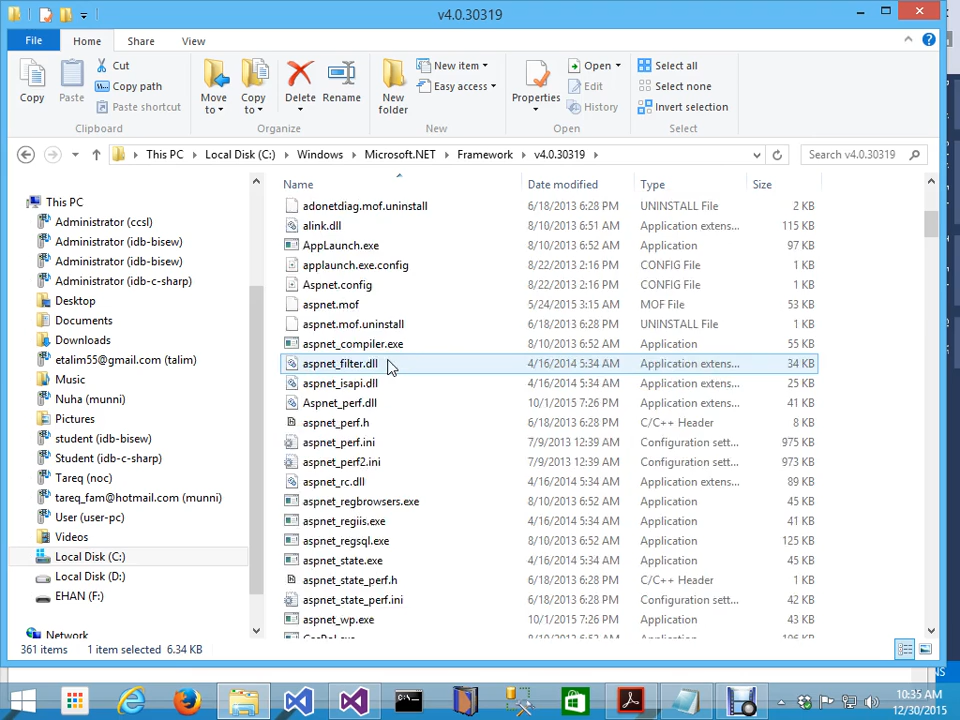 v4.0.30319
File Home Share View
Copy Paste Cut Copy path Paste shortcut Move to Copy to Delete Rename New folder New item Easy access Properties Open Edit History Select all Select none Invert selection
Clipboard Organize New Open Select
This PC Local Disk (C:) Windows Microsoft.NET Framework v4.0.30319 Search v4.0.30319
This PC
Administrator (ccsl)
Administrator (idb-bisew)
Administrator (idb-bisew)
Administrator (idb-c-sharp)
Desktop
Documents
Downloads
etalim55@gmail.com (talim)
Music
Nuha (munni)
Pictures
student (idb-bisew)
Student (idb-c-sharp)
Tareq (noc)
tareq_fam@hotmail.com (munni)
User (user-pc)
Videos
Local Disk (C:)
Local Disk (D:)
EHAN (F:)
Network
Name Date modified Type Size
adonetdiag.mof.uninstall 6/18/2013 6:28 PM UNINSTALL File 2 KB
alink.dll 8/10/2013 6:51 AM Application extens... 115 KB
AppLaunch.exe 8/10/2013 6:52 AM Application 97 KB
applaunch.exe.config 8/22/2013 2:16 PM CONFIG File 1 KB
Aspnet.config 8/22/2013 2:16 PM CONFIG File 1 KB
aspnet.mof 5/24/2015 3:15 AM MOF File 53 KB
aspnet.mof.uninstall 6/18/2013 6:28 PM UNINSTALL File 1 KB
aspnet_compiler.exe 8/10/2013 6:52 AM Application 55 KB
aspnet_filter.dll 4/16/2014 5:34 AM Application extens... 34 KB
aspnet_isapi.dll 4/16/2014 5:34 AM Application extens... 25 KB
Aspnet_perf.dll 10/1/2015 7:26 PM Application extens... 41 KB
aspnet_perf.h 6/18/2013 6:28 PM C/C++ Header 8 KB
aspnet_perf.ini 7/9/2013 12:39 AM Configuration sett... 975 KB
aspnet_perf2.ini 7/9/2013 12:39 AM Configuration sett... 973 KB
aspnet_rc.dll 4/16/2014 5:34 AM Application extens... 89 KB
aspnet_regbrowsers.exe 8/10/2013 6:52 AM Application 45 KB
aspnet_regiis.exe 4/16/2014 5:34 AM Application 41 KB
aspnet_regsql.exe 8/10/2013 6:52 AM Application 125 KB
aspnet_state.exe 4/16/2014 5:34 AM Application 45 KB
aspnet_state_perf.h 6/18/2013 6:28 PM C/C++ Header 1 KB
aspnet_state_perf.ini 6/18/2013 6:28 PM Configuration sett... 42 KB
aspnet_wp.exe 10/1/2015 7:26 PM Application 43 KB
361 items 1 item selected 6.34 KB
10:35 AM
12/30/2015